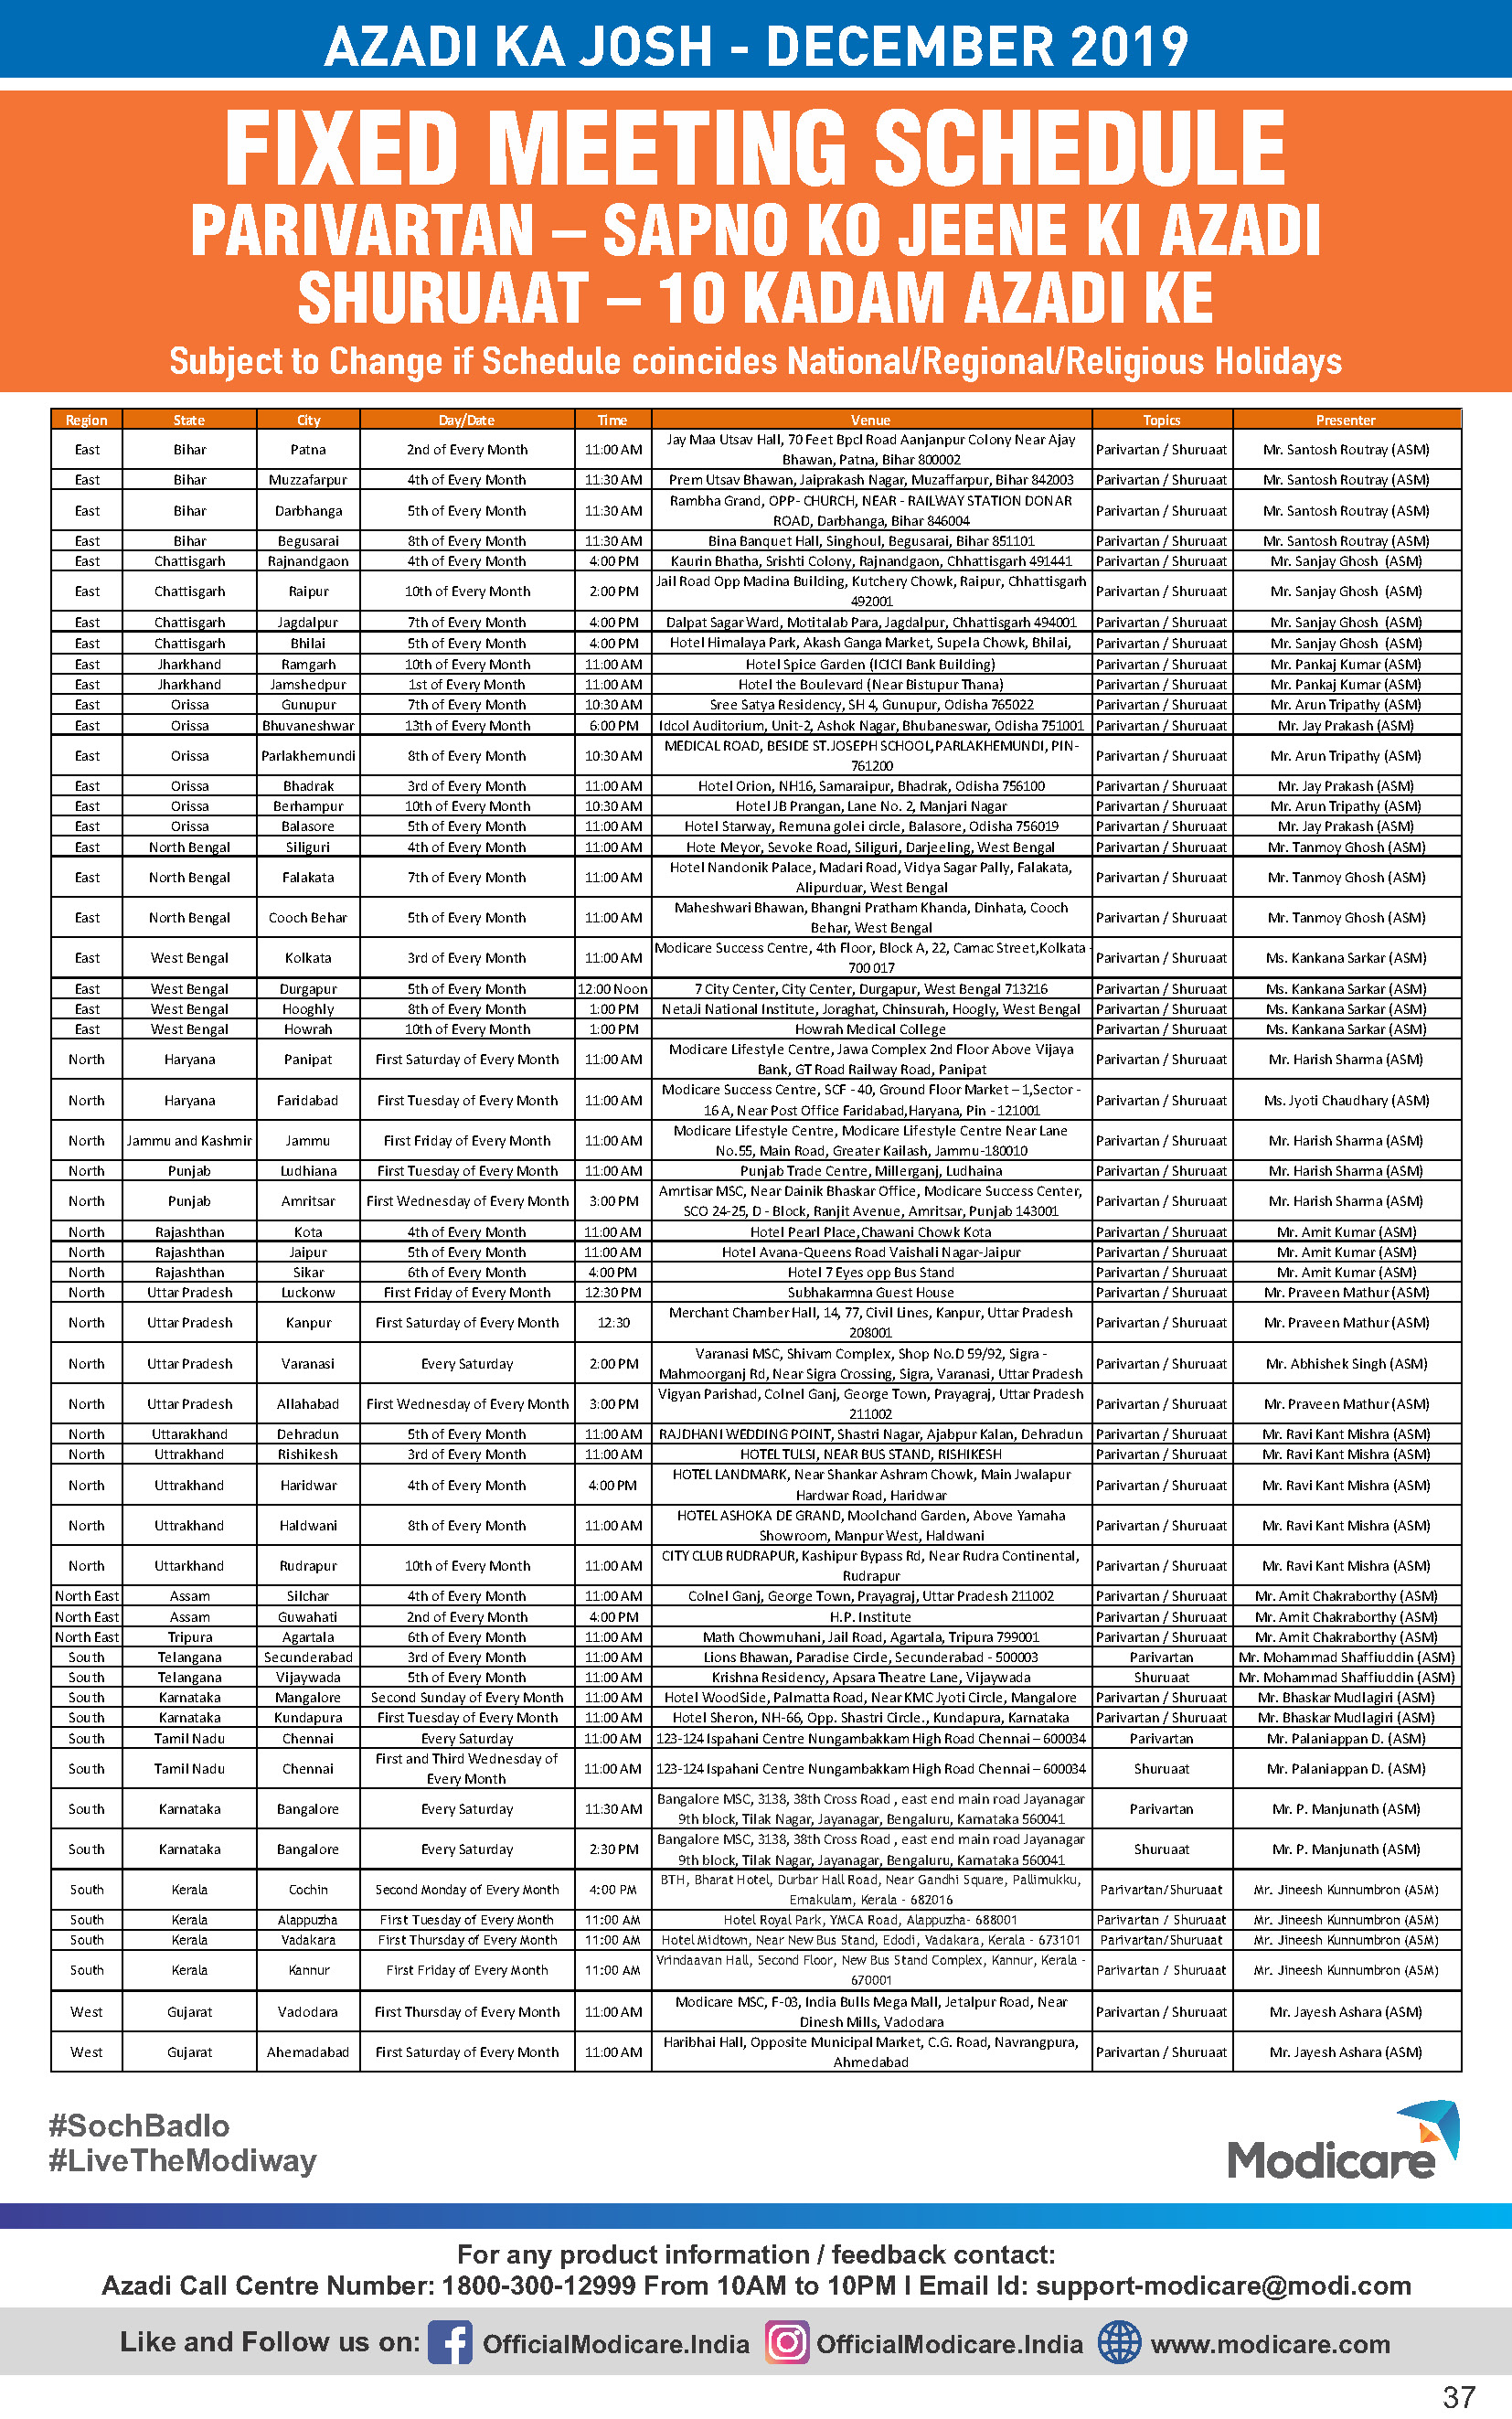 AZADI KA JOSH - DECEMBER 2019
FIXED MEETING SCHEDULE
PARIVARTAN – SAPNO KO JEENE KI AZADI
SHURUAAT – 10 KADAM AZADI KE
Subject to Change if Schedule coincides National/Regional/Religious Holidays
Region State City Day/Date Time Venue Topics Presenter
East Bihar Patna 2nd of Every Month 11:00 AM Jay Maa Utsav Hall, 70 Feet Bpcl Road Aanjanpur Colony Near Ajay
Bhawan, Patna, Bihar 800002 Parivartan / Shuruaat Mr. Santosh Routray (ASM)
East Bihar Muzzafarpur 4th of Every Month 11:30 AM Prem Utsav Bhawan, Jaiprakash Nagar, Muzaffarpur, Bihar 842003 Parivartan / Shuruaat Mr. Santosh Routray (ASM)
East Bihar Darbhanga 5th of Every Month 11:30 AM Rambha Grand, OPP- CHURCH, NEAR - RAILWAY STATION DONAR
ROAD, Darbhanga, Bihar 846004 Parivartan / Shuruaat Mr. Santosh Routray (ASM)
East Bihar Begusarai 8th of Every Month 11:30 AM Bina Banquet Hall, Singhoul, Begusarai, Bihar 851101 Parivartan / Shuruaat Mr. Santosh Routray (ASM)
East Chattisgarh Rajnandgaon 4th of Every Month 4:00 PM Kaurin Bhatha, Srishti Colony, Rajnandgaon, Chhattisgarh 491441 Parivartan / Shuruaat Mr. Sanjay Ghosh (ASM)
East Chattisgarh Raipur 10th of Every Month 2:00 PM Jail Road Opp Madina Building, Kutchery Chowk, Raipur, Chhattisgarh
492001 Parivartan / Shuruaat Mr. Sanjay Ghosh (ASM)
East Chattisgarh Jagdalpur 7th of Every Month 4:00 PM Dalpat Sagar Ward, Motitalab Para, Jagdalpur, Chhattisgarh 494001 Parivartan / Shuruaat Mr. Sanjay Ghosh (ASM)
East Chattisgarh Bhilai 5th of Every Month 4:00 PM Hotel Himalaya Park, Akash Ganga Market, Supela Chowk, Bhilai, Parivartan / Shuruaat Mr. Sanjay Ghosh (ASM)
East Jharkhand Ramgarh 10th of Every Month 11:00 AM Hotel Spice Garden (ICICI Bank Building) Parivartan / Shuruaat Mr. Pankaj Kumar (ASM)
East Jharkhand Jamshedpur 1st of Every Month 11:00 AM Hotel the Boulevard (Near Bistupur Thana) Parivartan / Shuruaat Mr. Pankaj Kumar (ASM)
East Orissa Gunupur 7th of Every Month 10:30 AM Sree Satya Residency, SH 4, Gunupur, Odisha 765022 Parivartan / Shuruaat Mr. Arun Tripathy (ASM)
East Orissa Bhuvaneshwar 13th of Every Month 6:00 PM Idcol Auditorium, Unit-2, Ashok Nagar, Bhubaneswar, Odisha 751001 Parivartan / Shuruaat Mr. Jay Prakash (ASM)
East Orissa Parlakhemundi 8th of Every Month 10:30 AM MEDICAL ROAD, BESIDE ST.JOSEPH SCHOOL,PARLAKHEMUNDI, PIN-
761200 Parivartan / Shuruaat Mr. Arun Tripathy (ASM)
East Orissa Bhadrak 3rd of Every Month 11:00 AM Hotel Orion, NH16, Samaraipur, Bhadrak, Odisha 756100 Parivartan / Shuruaat Mr. Jay Prakash (ASM)
East Orissa Berhampur 10th of Every Month 10:30 AM Hotel JB Prangan, Lane No. 2, Manjari Nagar Parivartan / Shuruaat Mr. Arun Tripathy (ASM)
East Orissa Balasore 5th of Every Month 11:00 AM Hotel Starway, Remuna golei circle, Balasore, Odisha 756019 Parivartan / Shuruaat Mr. Jay Prakash (ASM)
East North Bengal Siliguri 4th of Every Month 11:00 AM Hote Meyor, Sevoke Road, Siliguri, Darjeeling, West Bengal Parivartan / Shuruaat Mr. Tanmoy Ghosh (ASM)
East North Bengal Falakata 7th of Every Month 11:00 AM Hotel Nandonik Palace, Madari Road, Vidya Sagar Pally, Falakata,
Alipurduar, West Bengal Parivartan / Shuruaat Mr. Tanmoy Ghosh (ASM)
East North Bengal Cooch Behar 5th of Every Month 11:00 AM Maheshwari Bhawan, Bhangni Pratham Khanda, Dinhata, Cooch
Behar, West Bengal Parivartan / Shuruaat Mr. Tanmoy Ghosh (ASM)
East West Bengal Kolkata 3rd of Every Month 11:00 AM Modicare Success Centre, 4th Floor, Block A, 22, Camac Street,Kolkata -
700 017 Parivartan / Shuruaat Ms. Kankana Sarkar (ASM)
East West Bengal Durgapur 5th of Every Month 12:00 Noon 7 City Center, City Center, Durgapur, West Bengal 713216 Parivartan / Shuruaat Ms. Kankana Sarkar (ASM)
East West Bengal Hooghly 8th of Every Month 1:00 PM NetaJi National Institute, Joraghat, Chinsurah, Hoogly, West Bengal Parivartan / Shuruaat Ms. Kankana Sarkar (ASM)
East West Bengal Howrah 10th of Every Month 1:00 PM Howrah Medical College Parivartan / Shuruaat Ms. Kankana Sarkar (ASM)
North Haryana Panipat First Saturday of Every Month 11:00 AM Modicare Lifestyle Centre, Jawa Complex 2nd Floor Above Vijaya
Bank, GT Road Railway Road, Panipat Parivartan / Shuruaat Mr. Harish Sharma (ASM)
North Haryana Faridabad First Tuesday of Every Month 11:00 AM Modicare Success Centre, SCF - 40, Ground Floor Market – 1,Sector -
16 A, Near Post Office Faridabad,Haryana, Pin - 121001 Parivartan / Shuruaat Ms. Jyoti Chaudhary (ASM)
North Jammu and Kashmir Jammu First Friday of Every Month 11:00 AM Modicare Lifestyle Centre, Modicare Lifestyle Centre Near Lane
No.55, Main Road, Greater Kailash, Jammu-180010 Parivartan / Shuruaat Mr. Harish Sharma (ASM)
North Punjab Ludhiana First Tuesday of Every Month 11:00 AM Punjab Trade Centre, Millerganj, Ludhaina Parivartan / Shuruaat Mr. Harish Sharma (ASM)
North Punjab Amritsar First Wednesday of Every Month 3:00 PM Amrtisar MSC, Near Dainik Bhaskar Office, Modicare Success Center,
SCO 24-25, D - Block, Ranjit Avenue, Amritsar, Punjab 143001 Parivartan / Shuruaat Mr. Harish Sharma (ASM)
North Rajashthan Kota 4th of Every Month 11:00 AM Hotel Pearl Place,Chawani Chowk Kota Parivartan / Shuruaat Mr. Amit Kumar (ASM)
North Rajashthan Jaipur 5th of Every Month 11:00 AM Hotel Avana-Queens Road Vaishali Nagar-Jaipur Parivartan / Shuruaat Mr. Amit Kumar (ASM)
North Rajashthan Sikar 6th of Every Month 4:00 PM Hotel 7 Eyes opp Bus Stand Parivartan / Shuruaat Mr. Amit Kumar (ASM)
North Uttar Pradesh Luckonw First Friday of Every Month 12:30 PM Subhakamna Guest House Parivartan / Shuruaat Mr. Praveen Mathur (ASM)
North Uttar Pradesh Kanpur First Saturday of Every Month 12:30 Merchant Chamber Hall, 14, 77, Civil Lines, Kanpur, Uttar Pradesh
208001 Parivartan / Shuruaat Mr. Praveen Mathur (ASM)
North Uttar Pradesh Varanasi Every Saturday 2:00 PM Varanasi MSC, Shivam Complex, Shop No.D 59/92, Sigra -
Mahmoorganj Rd, Near Sigra Crossing, Sigra, Varanasi, Uttar Pradesh Parivartan / Shuruaat Mr. Abhishek Singh (ASM)
North Uttar Pradesh Allahabad First Wednesday of Every Month 3:00 PM Vigyan Parishad, Colnel Ganj, George Town, Prayagraj, Uttar Pradesh
211002 Parivartan / Shuruaat Mr. Praveen Mathur (ASM)
North Uttarakhand Dehradun 5th of Every Month 11:00 AM RAJDHANI WEDDING POINT, Shastri Nagar, Ajabpur Kalan, Dehradun Parivartan / Shuruaat Mr. Ravi Kant Mishra (ASM)
North Uttrakhand Rishikesh 3rd of Every Month 11:00 AM HOTEL TULSI, NEAR BUS STAND, RISHIKESH Parivartan / Shuruaat Mr. Ravi Kant Mishra (ASM)
North Uttrakhand Haridwar 4th of Every Month 4:00 PM HOTEL LANDMARK, Near Shankar Ashram Chowk, Main Jwalapur
Hardwar Road, Haridwar Parivartan / Shuruaat Mr. Ravi Kant Mishra (ASM)
North Uttrakhand Haldwani 8th of Every Month 11:00 AM HOTEL ASHOKA DE GRAND, Moolchand Garden, Above Yamaha
Showroom, Manpur West, Haldwani Parivartan / Shuruaat Mr. Ravi Kant Mishra (ASM)
North Uttarkhand Rudrapur 10th of Every Month 11:00 AM CITY CLUB RUDRAPUR, Kashipur Bypass Rd, Near Rudra Continental,
Rudrapur Parivartan / Shuruaat Mr. Ravi Kant Mishra (ASM)
North East Assam Silchar 4th of Every Month 11:00 AM Colnel Ganj, George Town, Prayagraj, Uttar Pradesh 211002 Parivartan / Shuruaat Mr. Amit Chakraborthy (ASM)
North East Assam Guwahati 2nd of Every Month 4:00 PM H.P. Institute Parivartan / Shuruaat Mr. Amit Chakraborthy (ASM)
North East Tripura Agartala 6th of Every Month 11:00 AM Math Chowmuhani, Jail Road, Agartala, Tripura 799001 Parivartan / Shuruaat Mr. Amit Chakraborthy (ASM)
South Telangana Secunderabad 3rd of Every Month 11:00 AM Lions Bhawan, Paradise Circle, Secunderabad - 500003 Parivartan Mr. Mohammad Shaffiuddin (ASM)
South Telangana Vijaywada 5th of Every Month 11:00 AM Krishna Residency, Apsara Theatre Lane, Vijaywada Shuruaat Mr. Mohammad Shaffiuddin (ASM)
South Karnataka Mangalore Second Sunday of Every Month 11:00 AM Hotel WoodSide, Palmatta Road, Near KMC Jyoti Circle, Mangalore Parivartan / Shuruaat Mr. Bhaskar Mudlagiri (ASM)
South Karnataka Kundapura First Tuesday of Every Month 11:00 AM Hotel Sheron, NH-66, Opp. Shastri Circle., Kundapura, Karnataka Parivartan / Shuruaat Mr. Bhaskar Mudlagiri (ASM)
South Tamil Nadu Chennai Every Saturday 11:00 AM 123-124 Ispahani Centre Nungambakkam High Road Chennai – 600034 Parivartan Mr. Palaniappan D. (ASM)
South Tamil Nadu Chennai First and Third Wednesday of
Every Month 11:00 AM 123-124 Ispahani Centre Nungambakkam High Road Chennai – 600034 Shuruaat Mr. Palaniappan D. (ASM)
South Karnataka Bangalore Every Saturday 11:30 AM Bangalore MSC, 3138, 38th Cross Road , east end main road Jayanagar
9th block, Tilak Nagar, Jayanagar, Bengaluru, Karnataka 560041 Parivartan Mr. P. Manjunath (ASM)
South Karnataka Bangalore Every Saturday 2:30 PM Bangalore MSC, 3138, 38th Cross Road , east end main road Jayanagar
9th block, Tilak Nagar, Jayanagar, Bengaluru, Karnataka 560041 Shuruaat Mr. P. Manjunath (ASM)
South Kerala Cochin Second Monday of Every Month 4:00 PM BTH, Bharat Hotel, Durbar Hall Road, Near Gandhi Square, Pallimukku,
Ernakulam, Kerala - 682016 Parivartan/Shuruaat Mr. Jineesh Kunnumbron (ASM)
South Kerala Alappuzha First Tuesday of Every Month 11:00 AM Hotel Royal Park, YMCA Road, Alappuzha- 688001 Parivartan / Shuruaat Mr. Jineesh Kunnumbron (ASM)
South Kerala Vadakara First Thursday of Every Month 11:00 AM Hotel Midtown, Near New Bus Stand, Edodi, Vadakara, Kerala - 673101 Parivartan/Shuruaat Mr. Jineesh Kunnumbron (ASM)
South Kerala Kannur First Friday of Every Month 11:00 AM Vrindaavan Hall, Second Floor, New Bus Stand Complex, Kannur, Kerala -
670001 Parivartan / Shuruaat Mr. Jineesh Kunnumbron (ASM)
West Gujarat Vadodara First Thursday of Every Month 11:00 AM Modicare MSC, F-03, India Bulls Mega Mall, Jetalpur Road, Near
Dinesh Mills, Vadodara Parivartan / Shuruaat Mr. Jayesh Ashara (ASM)
West Gujarat Ahemadabad First Saturday of Every Month 11:00 AM Haribhai Hall, Opposite Municipal Market, C.G. Road, Navrangpura,
Ahmedabad Parivartan / Shuruaat Mr. Jayesh Ashara (ASM)
#SochBadlo
#LiveTheModiway
Modicare
For any product information / feedback contact:
Azadi Call Centre Number: 1800-300-12999 From 10AM to 10PM I Email Id: support-modicare@modi.com
Like and Follow us on: OfficialModicare.India OfficialModicare.India www.modicare.com
37